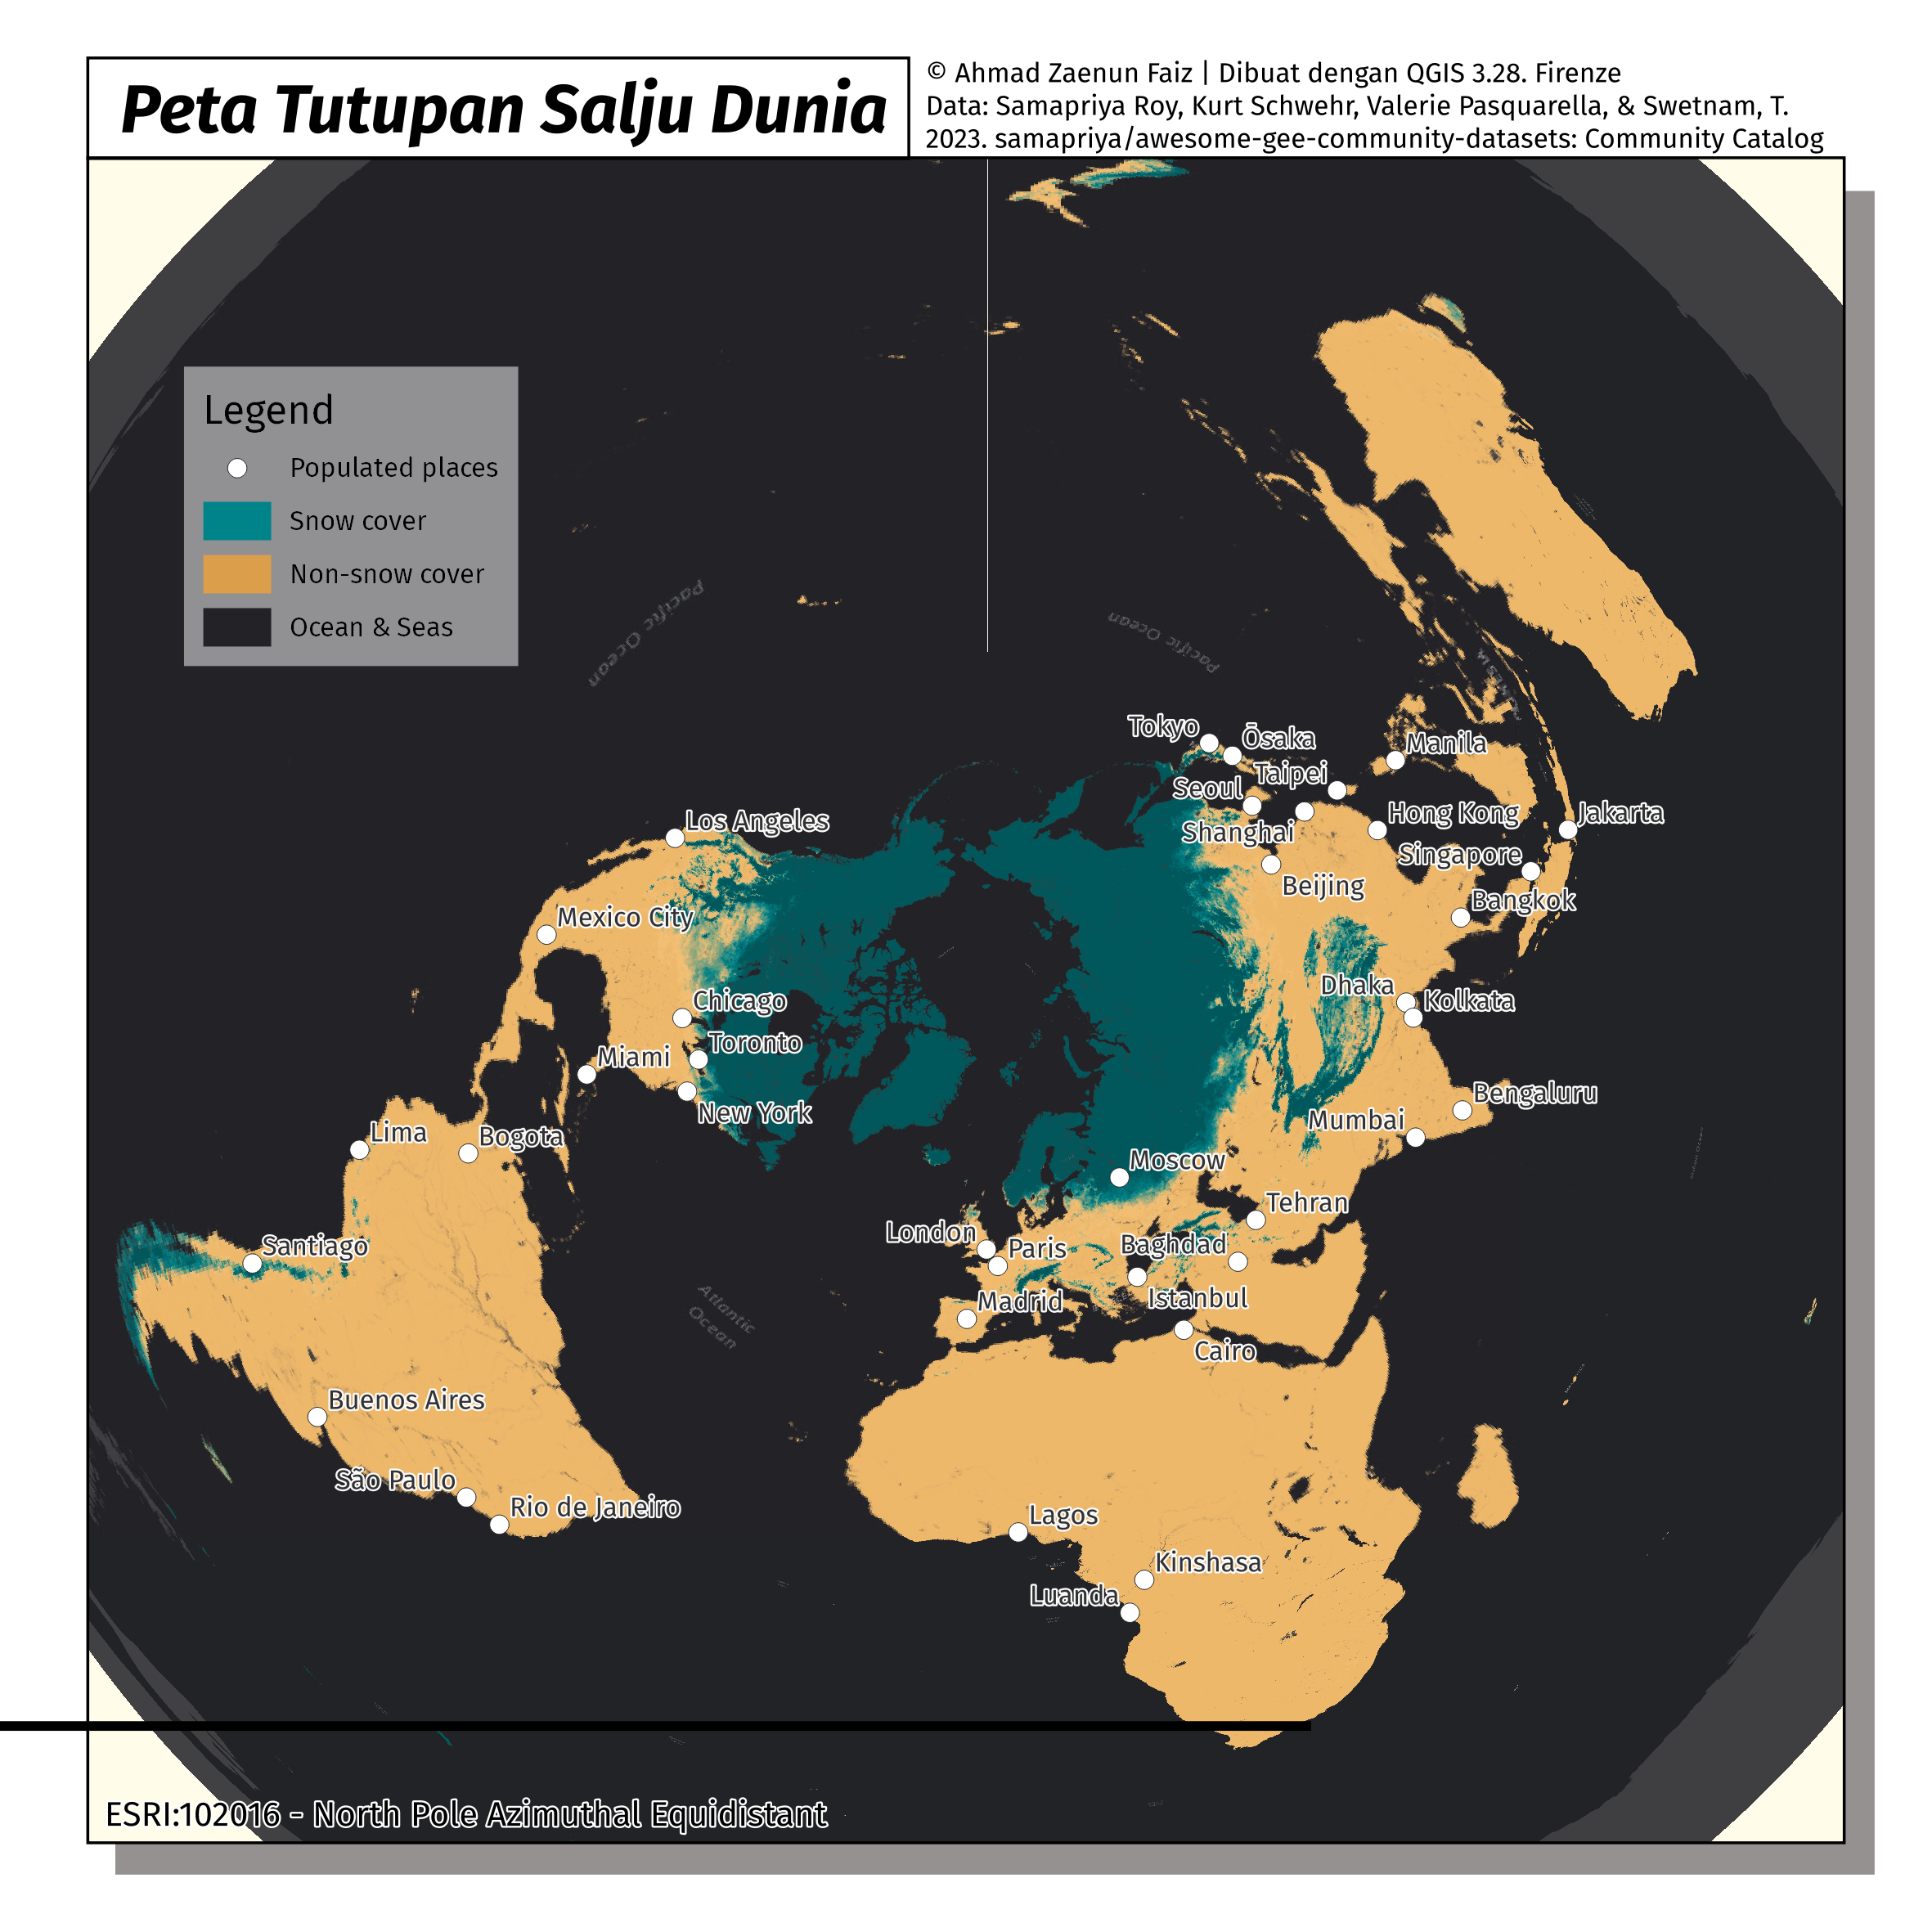 Peta Tutupan Salju Dunia
© Ahmad Zaenun Faiz | Dibuat dengan QGIS 3.28. Firenze
Data: Samapriya Roy, Kurt Schwehr, Valerie Pasquarella, & Swetnam, T.
2023. samapriya/awesome-gee-community-datasets: Community Catalog
Legend
Populated places
Snow cover
Non-snow cover
Ocean & Seas
Pacific Ocean
Pacific Ocean
Tokyo
Ōsaka
Manila
Taipei
Seoul
Hong Kong
Jakarta
Los Angeles
Shanghai
Singapore
Beijing
Bangkok
Mexico City
Dhaka
Kolkata
Chicago
Toronto
Miami
New York
Bengaluru
Mumbai
Lima
Bogota
Moscow
Tehran
London
Paris
Baghdad
Santiago
Madrid
Istanbul
Atlantic
Ocean
Cairo
Buenos Aires
São Paulo
Rio de Janeiro
Lagos
Kinshasa
Luanda
ESRI:102016 - North Pole Azimuthal Equidistant